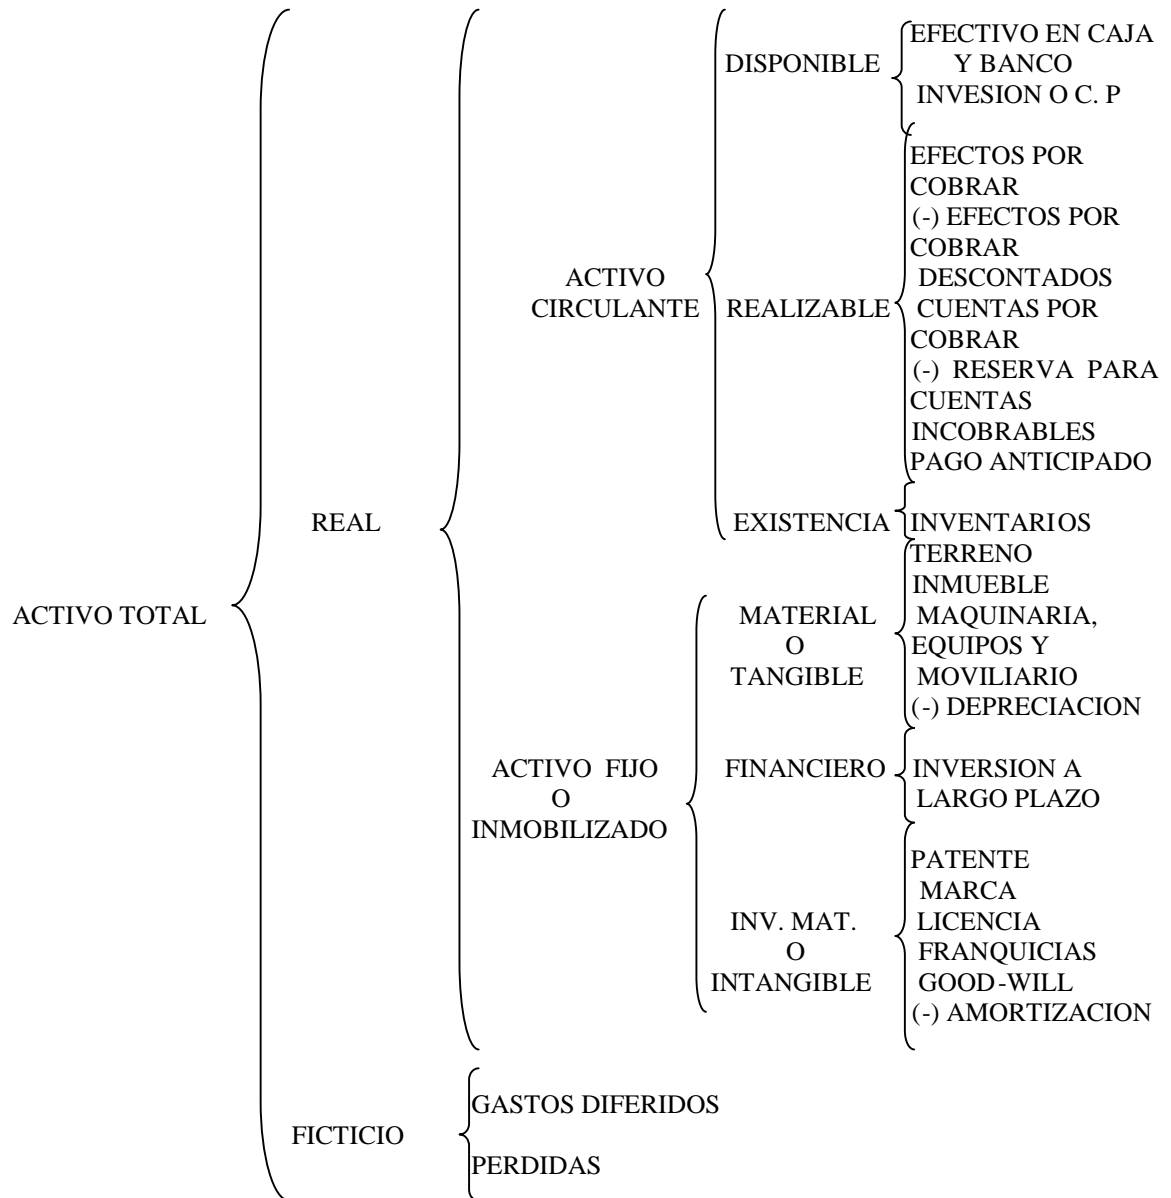 EFECTIVO EN CAJA
DISPONIBLE
Y BANCO
INVESION O C. P
EFECTOS POR
COBRAR
(-) EFECTOS POR
COBRAR
ACTIVO
CIRCULANTE
REALIZABLE
DESCONTADOS
CUENTAS POR
COBRAR
(-) RESERVA PARA
CUENTAS
INCOBRABLES
PAGO ANTICIPADO
REAL
EXISTENCIA
INVENTARIOS
ACTIVO TOTAL
MATERIAL
O
TANGIBLE
TERRENO
INMUEBLE
MAQUINARIA,
EQUIPOS Y
MOVILIARIO
(-) DEPRECIACION
ACTIVO FIJO
O
INMOBILIZADO
FINANCIERO
INVERSION A
LARGO PLAZO
INV. MAT.
O
INTANGIBLE
PATENTE
MARCA
LICENCIA
FRANQUICIAS
GOOD-WILL
(-) AMORTIZACION
FICTICIO
GASTOS DIFERIDOS
PERDIDAS